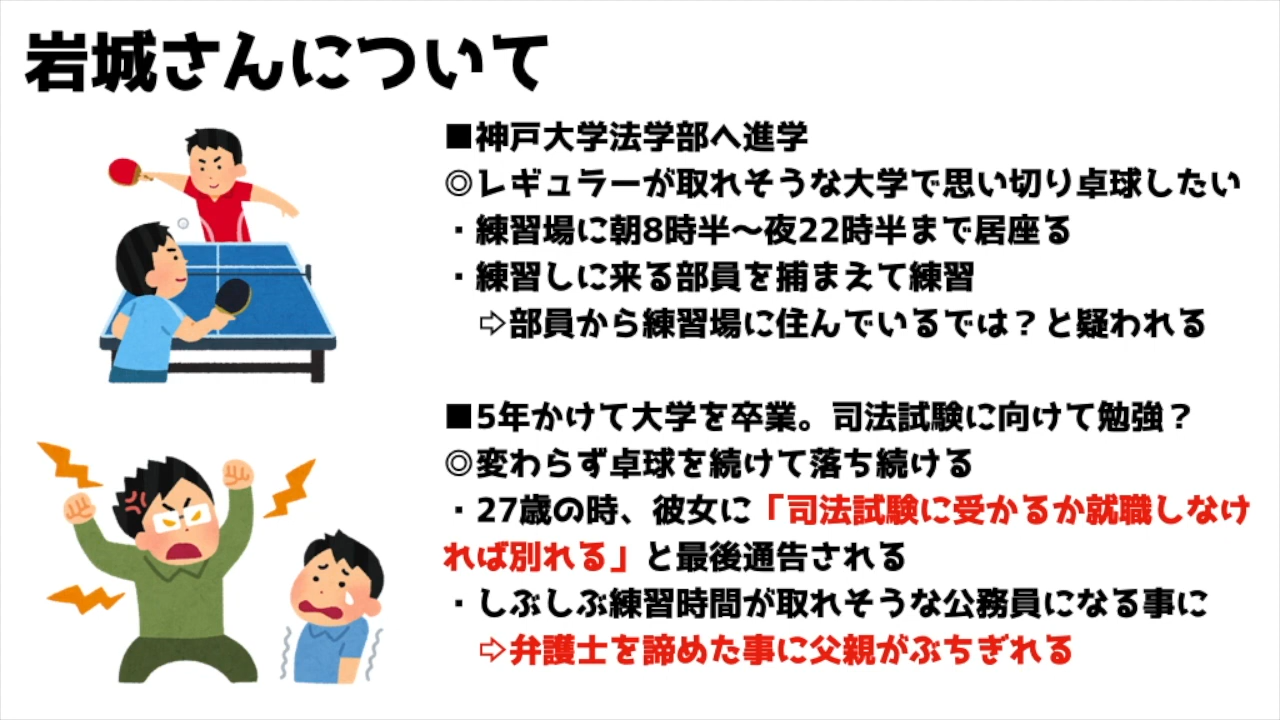 岩城さんについて
■神戸大学法学部へ進学
◎レギュラーが取れそうな大学で思い切り卓球したい
・練習場に朝8時半〜夜22時半まで居座る
・練習しに来る部員を捕まえて練習
⇨部員から練習場に住んでいるでは？と疑われる
■5年かけて大学を卒業。司法試験に向けて勉強？
◎変わらず卓球を続けて落ち続ける
・27歳の時、彼女に「司法試験に受かるか就職しなけ
れば別れる」と最後通告される
・しぶしぶ練習時間が取れそうな公務員になる事に
⇨弁護士を諦めた事に父親がぶちぎれる